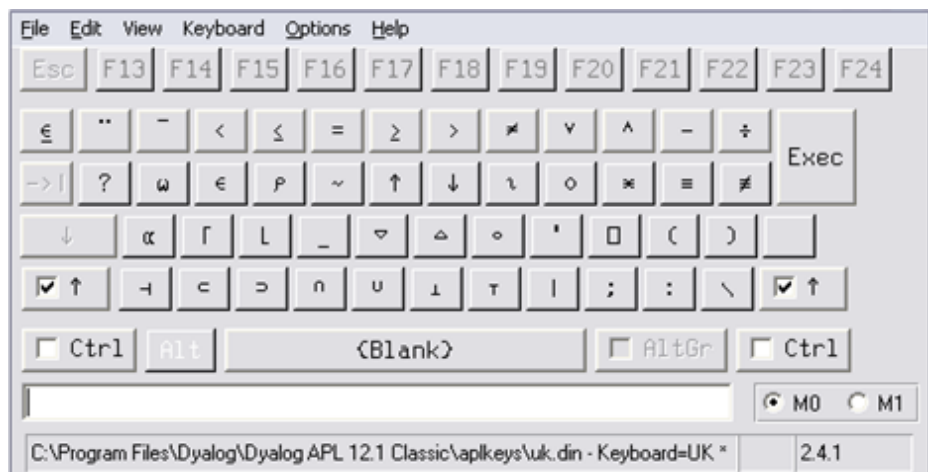 File Edit View Keyboard Options Help
Esc F13 F14 F15 F16 F17 F18 F19 F20 F21 F22 F23 F24
⍷ ¨ ¯ < ≤ = ≥ > ≠ ∨ ∧ - ÷
Exec
->| ? ⍵ ∊ ⍴ ~ ↑ ↓ ⍳ ○ * ≡ ≢
↓ ⍺ ⌈ ⌊ _ ∇ ∆ ∘ ' ⎕ ( )
↑ ⊣ ⊂ ⊃ ∩ ∪ ⊥ ⊤ | ; : \ ↑
Ctrl Alt {Blank} AltGr Ctrl
M0 M1
C:\Program Files\Dyalog\Dyalog APL 12.1 Classic\aplkeys\uk.din - Keyboard=UK * 2.4.1